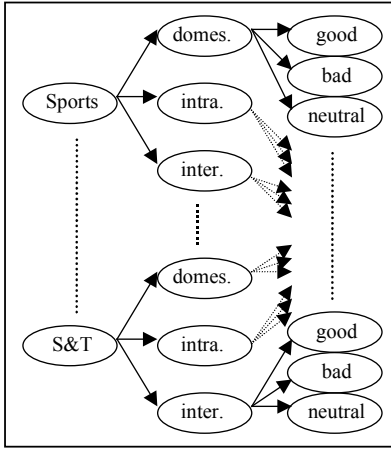 domes.
good
bad
Sports
intra.
neutral
inter.
domes.
S&T
intra.
good
bad
inter.
neutral